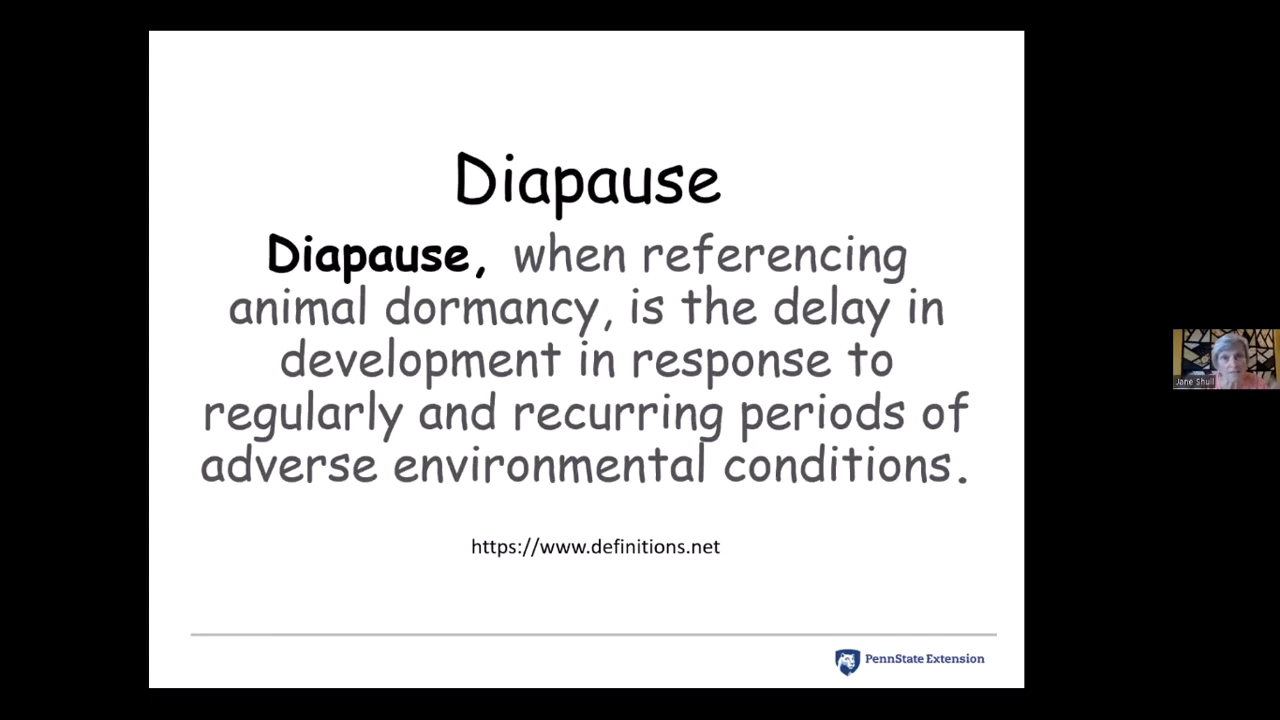 Diapause
Diapause, when referencing
animal dormancy, is the delay in
development in response to
regularly and recurring periods of
adverse environmental conditions.
https://www.definitions.net
PennState Extension
Jane Shull